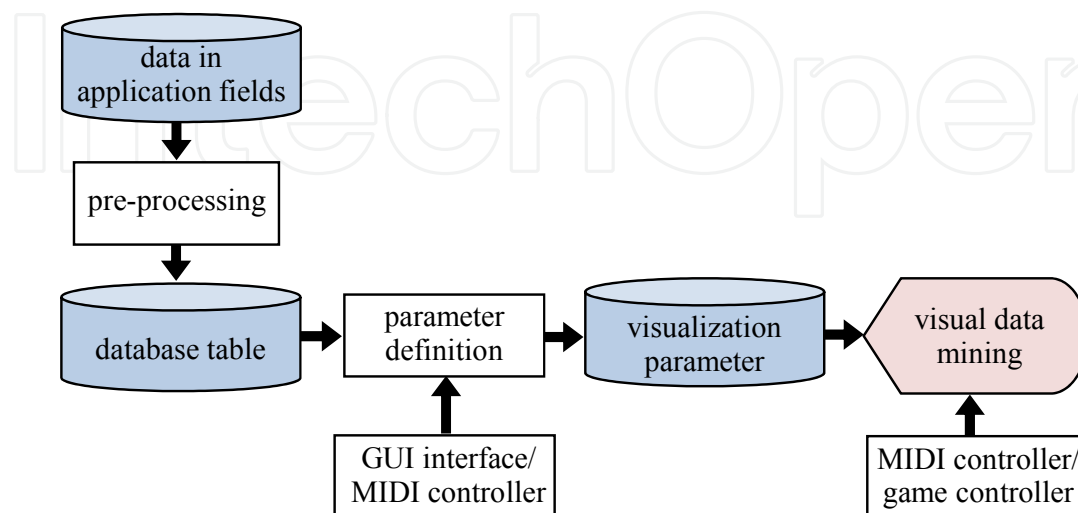 IntechOpen
data in
application fields
pre-processing
database table
parameter
definition
visualization
parameter
visual data
mining
GUI interface/
MIDI controller
MIDI controller/
game controller